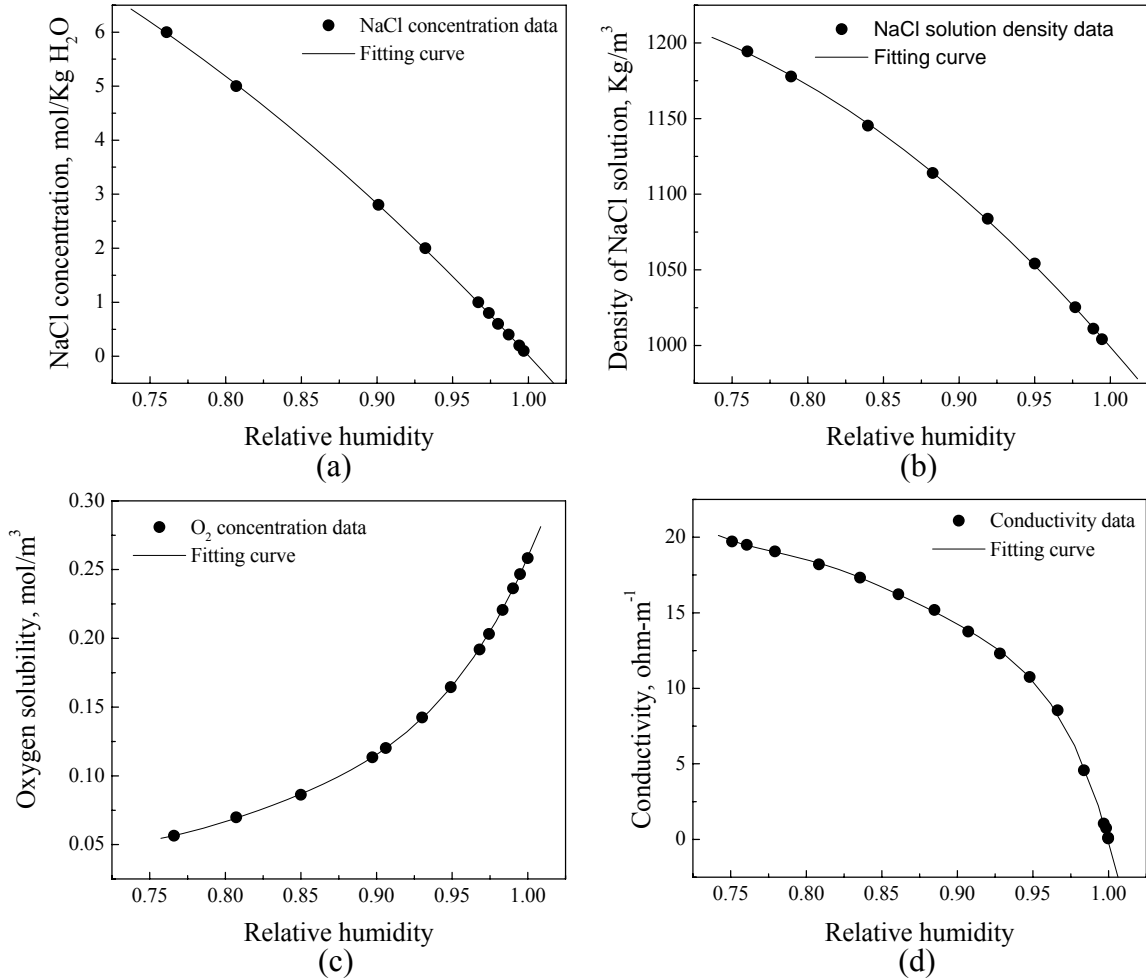 NaCl concentration, mol/Kg H₂O
6
5
4
3
2
1
0
NaCl concentration data
Fitting curve
0.75 0.80 0.85 0.90 0.95 1.00
Relative humidity
(a)
Density of NaCl solution, Kg/m³
1200
1150
1100
1050
1000
NaCl solution density data
Fitting curve
0.75 0.80 0.85 0.90 0.95 1.00
Relative humidity
(b)
Oxygen solubility, mol/m³
0.30
0.25
0.20
0.15
0.10
0.05
O₂ concentration data
Fitting curve
0.75 0.80 0.85 0.90 0.95 1.00
Relative humidity
(c)
Conductivity, ohm-m⁻¹
20
15
10
5
0
Conductivity data
Fitting curve
0.75 0.80 0.85 0.90 0.95 1.00
Relative humidity
(d)